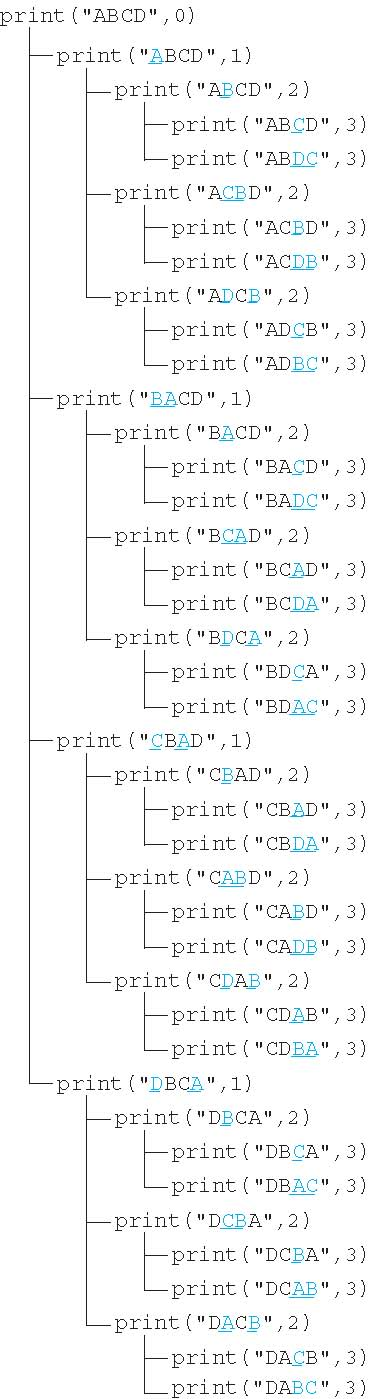 print("ABCD",0)
print("ABCD",1)
print("ABCD",2)
print("ABCD",3)
print("ABDC",3)
print("ACBD",2)
print("ACBD",3)
print("ACDB",3)
print("ADCB",2)
print("ADCB",3)
print("ADBC",3)
print("BACD",1)
print("BACD",2)
print("BACD",3)
print("BADC",3)
print("BCAD",2)
print("BCAD",3)
print("BCDA",3)
print("BDCA",2)
print("BDCA",3)
print("BDAC",3)
print("CBAD",1)
print("CBAD",2)
print("CBAD",3)
print("CBDA",3)
print("CABD",2)
print("CABD",3)
print("CADB",3)
print("CDAB",2)
print("CDAB",3)
print("CDBA",3)
print("DBCA",1)
print("DBCA",2)
print("DBCA",3)
print("DBAC",3)
print("DCBA",2)
print("DCBA",3)
print("DCAB",3)
print("DACB",2)
print("DACB",3)
print("DABC",3)